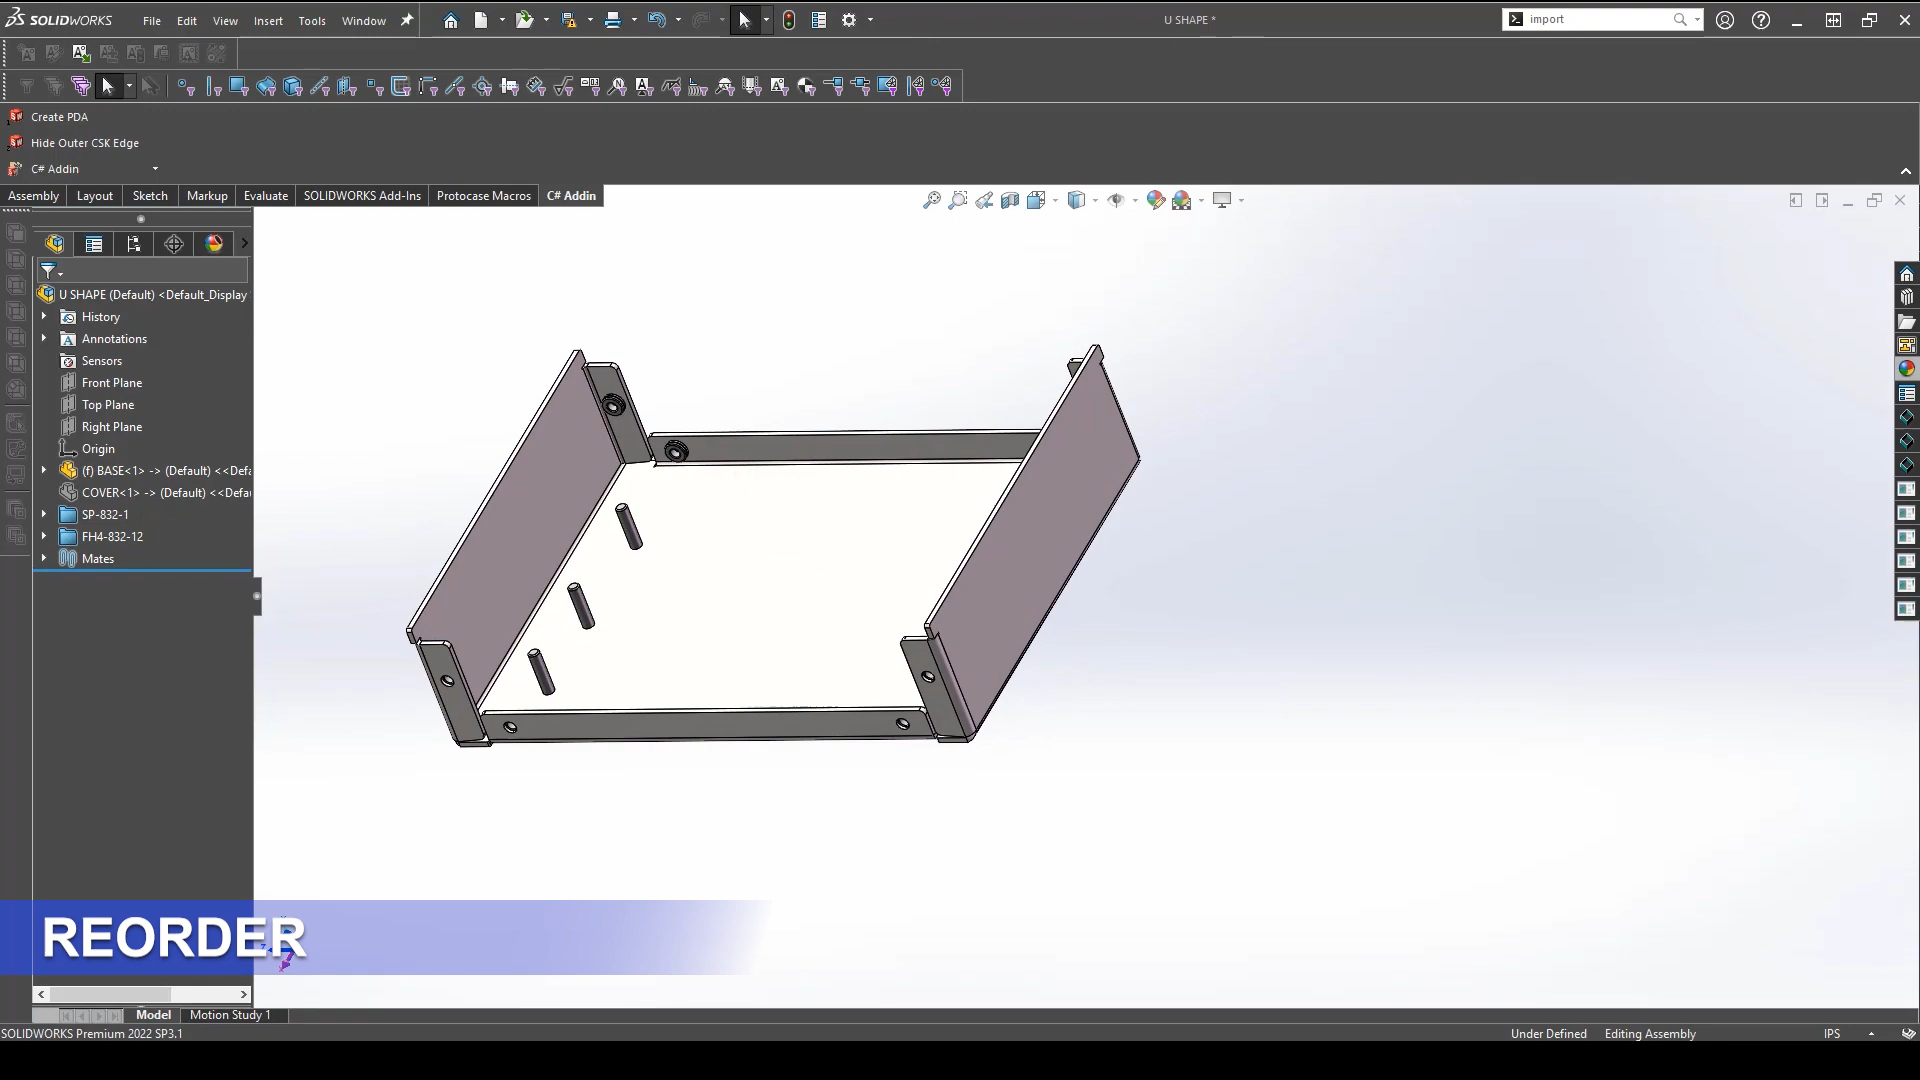 SOLIDWORKS File Edit View Insert Tools Window U SHAPE * import
Create PDA
Hide Outer CSK Edge
C# Addin
Assembly Layout Sketch Markup Evaluate SOLIDWORKS Add-Ins Protocase Macros C# Addin
U SHAPE (Default) <Default_Display
History
Annotations
Sensors
Front Plane
Top Plane
Right Plane
Origin
(f) BASE<1> -> (Default) <<Defa
COVER<1> -> (Default) <<Defau
SP-832-1
FH4-832-12
Mates
REORDER
Model Motion Study 1
SOLIDWORKS Premium 2022 SP3.1 Under Defined Editing Assembly IPS